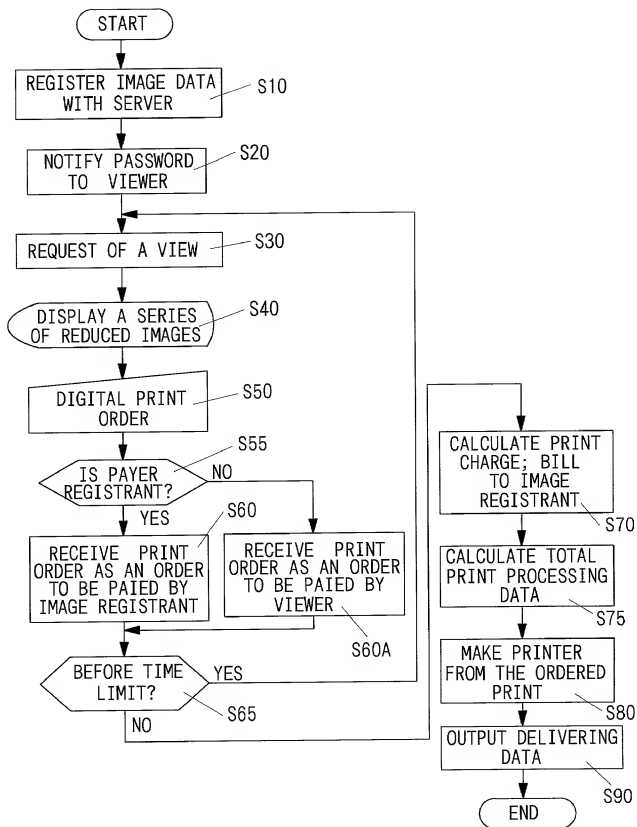 START
REGISTER IMAGE DATA
WITH SERVER
S10
NOTIFY PASSWORD
TO VIEWER
S20
REQUEST OF A VIEW
S30
DISPLAY A SERIES
OF REDUCED IMAGES
S40
DIGITAL PRINT
ORDER
S50
IS PAYER
REGISTRANT?
S55
NO
YES
S60
RECEIVE PRINT
ORDER AS AN ORDER
TO BE PAIED BY
IMAGE REGISTRANT
RECEIVE PRINT
ORDER AS AN ORDER
TO BE PAIED BY
VIEWER
S60A
BEFORE TIME
LIMIT?
YES
S65
NO
CALCULATE PRINT
CHARGE; BILL
TO IMAGE
REGISTRANT
S70
CALCULATE TOTAL
PRINT PROCESSING
DATA
S75
MAKE PRINTER
FROM THE ORDERED
PRINT
S80
OUTPUT DELIVERING
DATA
S90
END